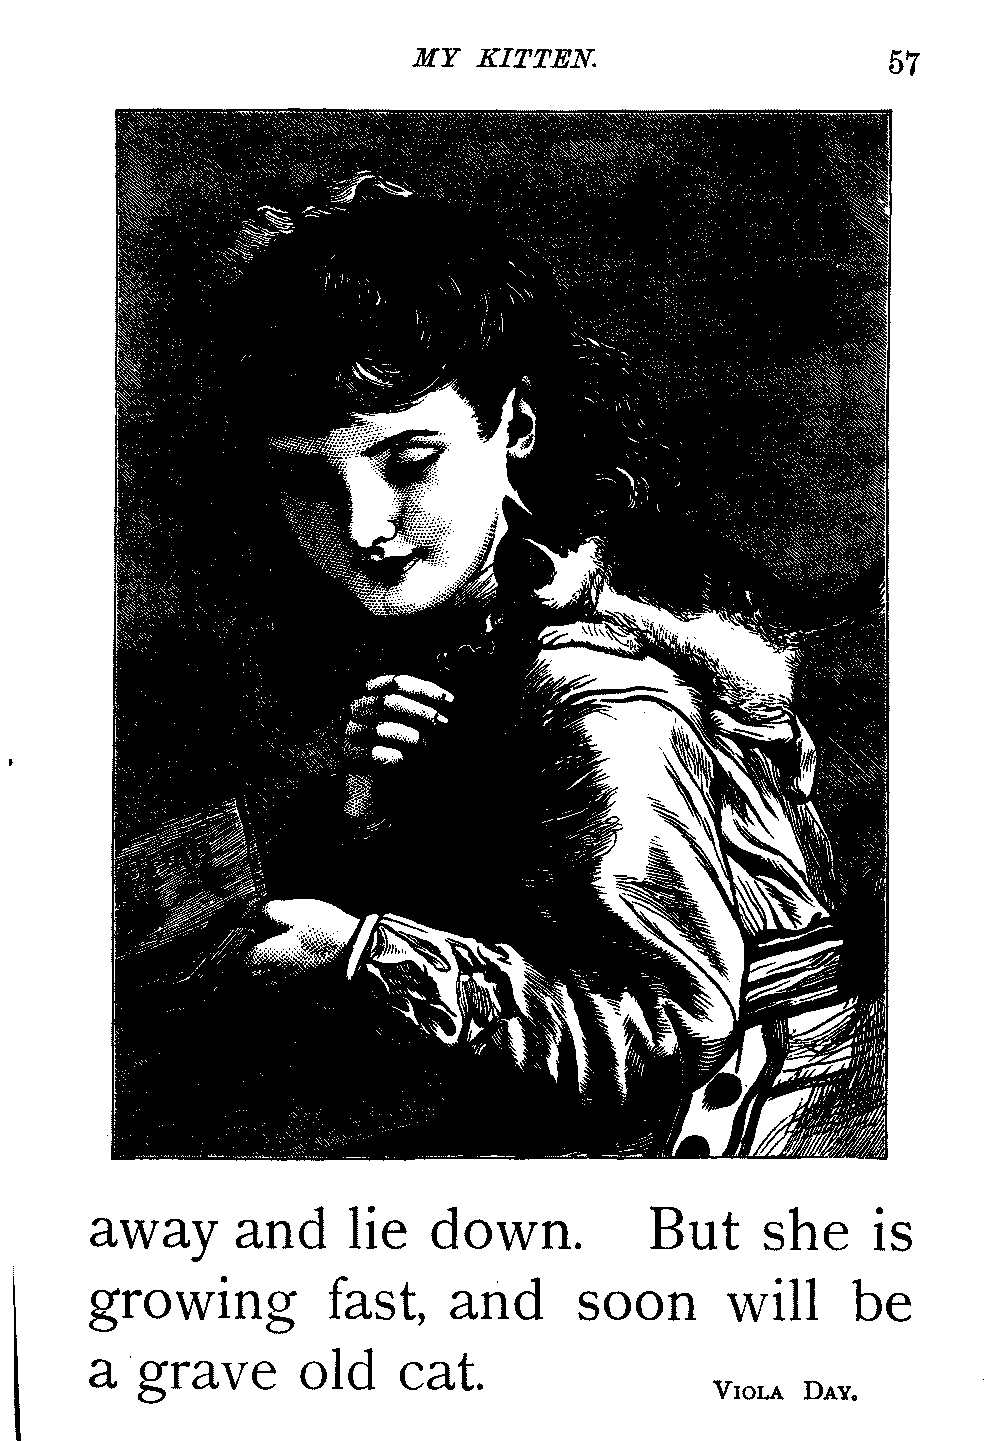 MY KITTEN. 57
away and lie down. But she is
growing fast, and soon will be
a grave old cat.
VIOLA DAY.